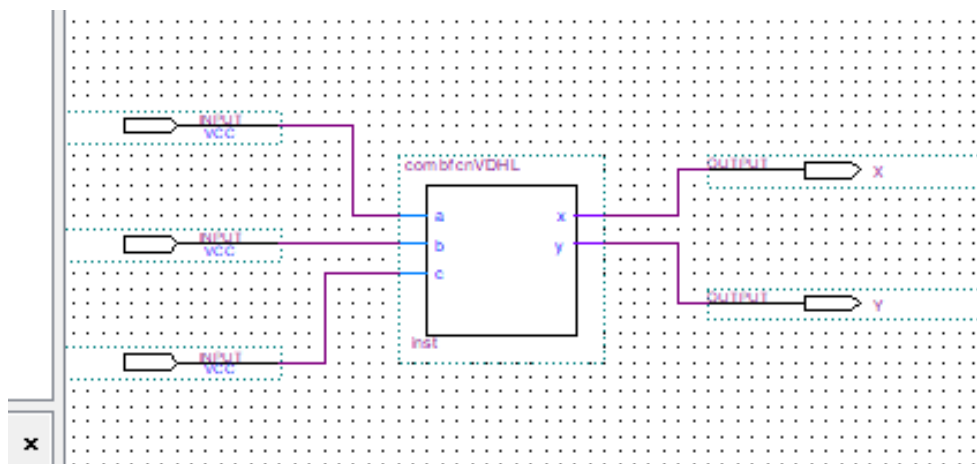 INPUT
VCC
combfcnVDHL
OUTPUT
X
a
x
INPUT
VCC
b
y
c
OUTPUT
Y
inst
INPUT
VCC
x